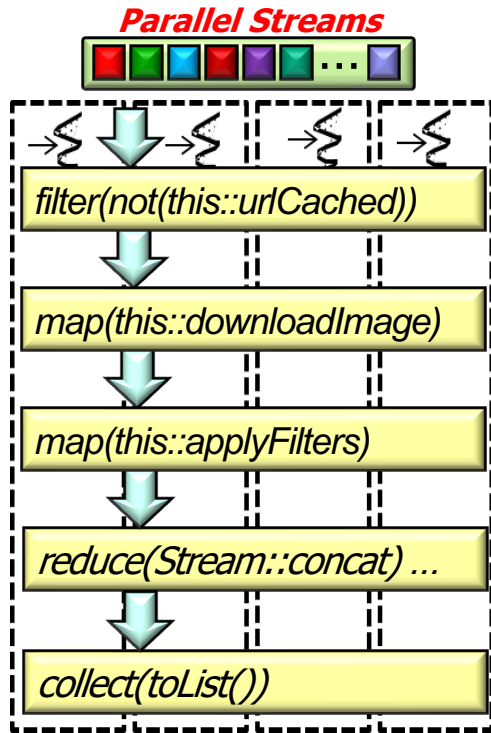 Parallel Streams
...
filter(not(this::urlCached))
map(this::downloadImage)
map(this::applyFilters)
reduce(Stream::concat) ...
collect(toList())